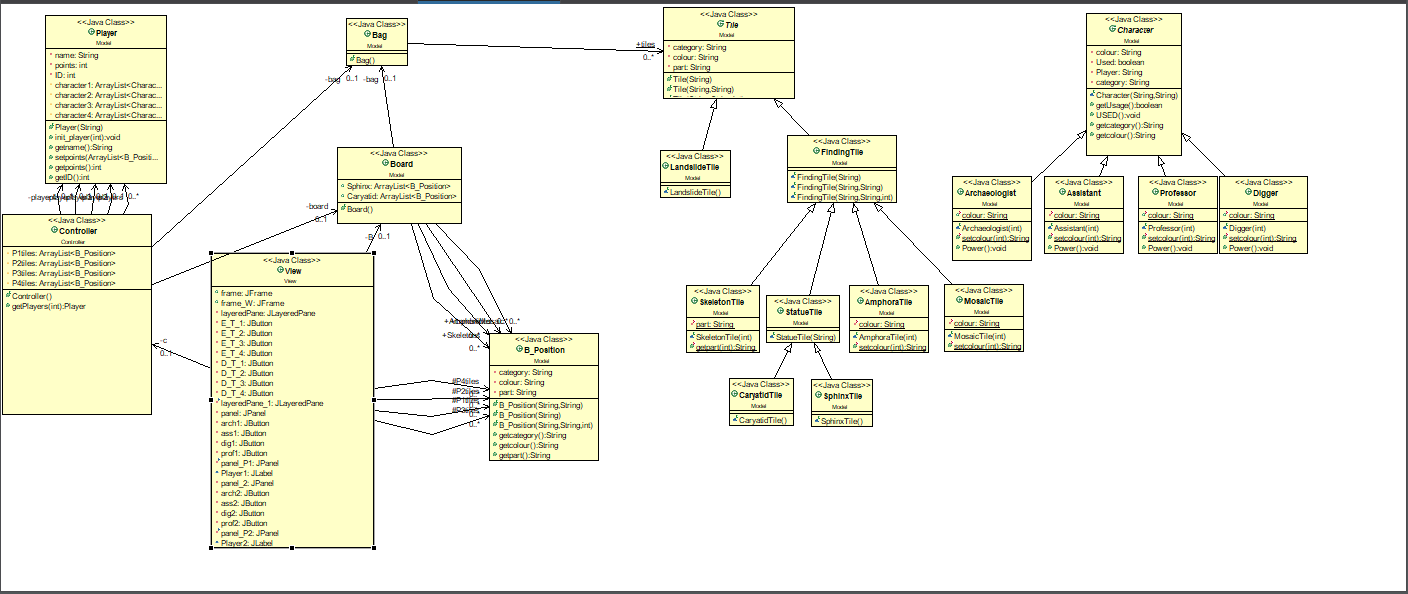 <<Java Class>>
Player
Model
name: String
points: int
ID: int
character1: ArrayList<Charac...
character2: ArrayList<Charac...
character3: ArrayList<Charac...
character4: ArrayList<Charac...
Player(String)
init_player(int):void
getname():String
setpoints(ArrayList<B_Positi...
getpoints():int
getID():int
<<Java Class>>
Controller
Controller
P1tiles: ArrayList<B_Position>
P2tiles: ArrayList<B_Position>
P3tiles: ArrayList<B_Position>
P4tiles: ArrayList<B_Position>
Controller()
getPlayers(int):Player
<<Java Class>>
Bag
Model
Bag()
-bag 0..1
-bag 0..1
<<Java Class>>
Board
Model
Sphinx: ArrayList<B_Position>
Caryatid: ArrayList<B_Position>
Board()
-board
0..1
-B 0..1
-c
0..1
<<Java Class>>
View
View
frame: JFrame
frame_W: JFrame
layeredPane: JLayeredPane
E_T_1: JButton
E_T_2: JButton
E_T_3: JButton
E_T_4: JButton
D_T_1: JButton
D_T_2: JButton
D_T_3: JButton
D_T_4: JButton
layeredPane_1: JLayeredPane
panel: JPanel
arch1: JButton
ass1: JButton
dig1: JButton
prof1: JButton
panel_P1: JPanel
Player1: JLabel
panel_2: JPanel
arch2: JButton
ass2: JButton
dig2: JButton
prof2: JButton
panel_P2: JPanel
Player2: JLabel
0..*
#P4tiles
#P2tiles
#P1tiles
0..*
<<Java Class>>
B_Position
Model
category: String
colour: String
part: String
B_Position(String,String)
B_Position(String)
B_Position(String,String,int)
getcategory():String
getcolour():String
getpart():String
+tiles
0..*
<<Java Class>>
Tile
Model
category: String
colour: String
part: String
Tile(String)
Tile(String,String)
<<Java Class>>
LandslideTile
Model
LandslideTile()
<<Java Class>>
FindingTile
Model
FindingTile(String)
FindingTile(String,String)
FindingTile(String,String,int)
<<Java Class>>
SkeletonTile
Model
part: String
SkeletonTile(int)
getpart(int):String
<<Java Class>>
StatueTile
Model
StatueTile(String)
<<Java Class>>
AmphoraTile
Model
colour: String
AmphoraTile(int)
setcolour(int):String
<<Java Class>>
MosaicTile
Model
colour: String
MosaicTile(int)
setcolour(int):String
<<Java Class>>
CaryatidTile
Model
CaryatidTile()
<<Java Class>>
SphinxTile
Model
SphinxTile()
<<Java Class>>
Character
Model
colour: String
Used: boolean
Player: String
category: String
Character(String,String)
getUsage():boolean
USED():void
getcategory():String
getcolour():String
<<Java Class>>
Archaeologist
Model
colour: String
Archaeologist(int)
setcolour(int):String
Power():void
<<Java Class>>
Assistant
Model
colour: String
Assistant(int)
setcolour(int):String
Power():void
<<Java Class>>
Professor
Model
colour: String
Professor(int)
setcolour(int):String
Power():void
<<Java Class>>
Digger
Model
colour: String
Digger(int)
setcolour(int):String
Power():void